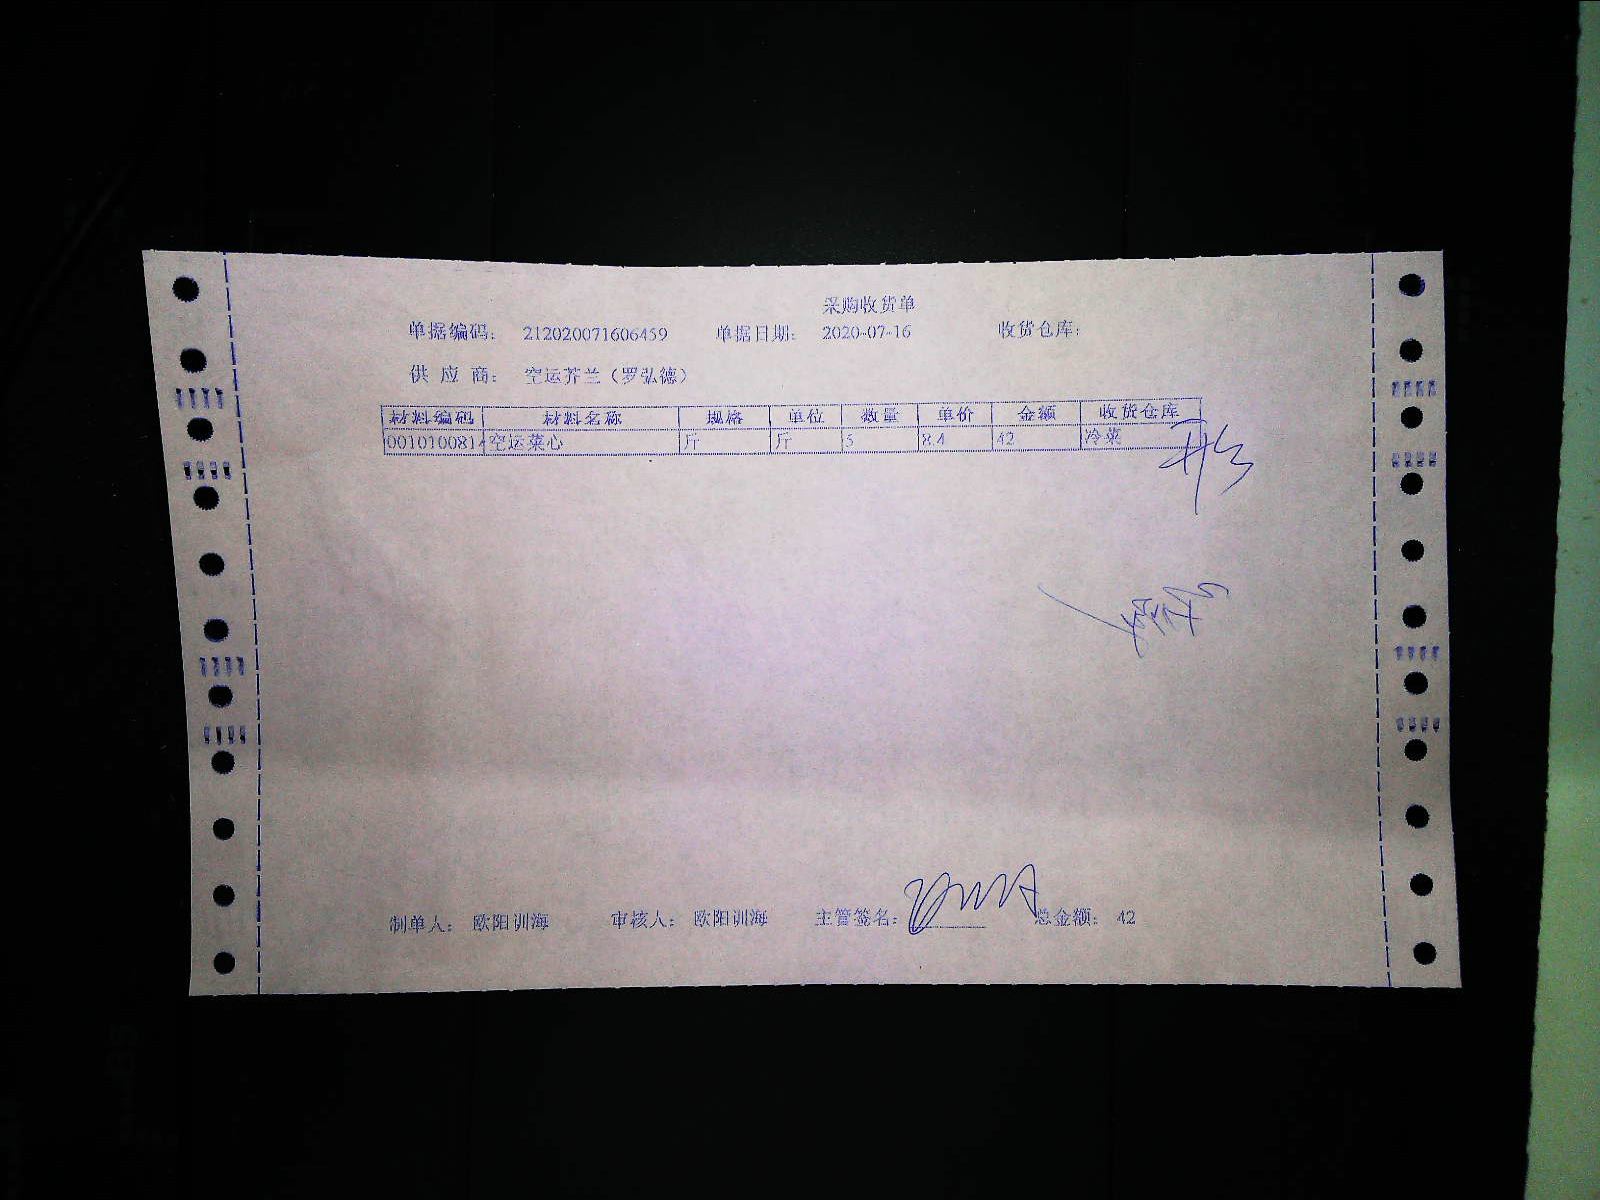 采购收货单
单据编码： 212020071606459 单据日期： 2020-07-16 收货仓库：
供 应 商： 空运芥兰（罗弘德）
材料编码 材料名称 规格 单位 数量 单价 金额 收货仓库
0010100814 空运菜心 斤 斤 5 8.4 42 冷菜
制单人： 欧阳训海 审核人： 欧阳训海 主管签名： 总金额： 42